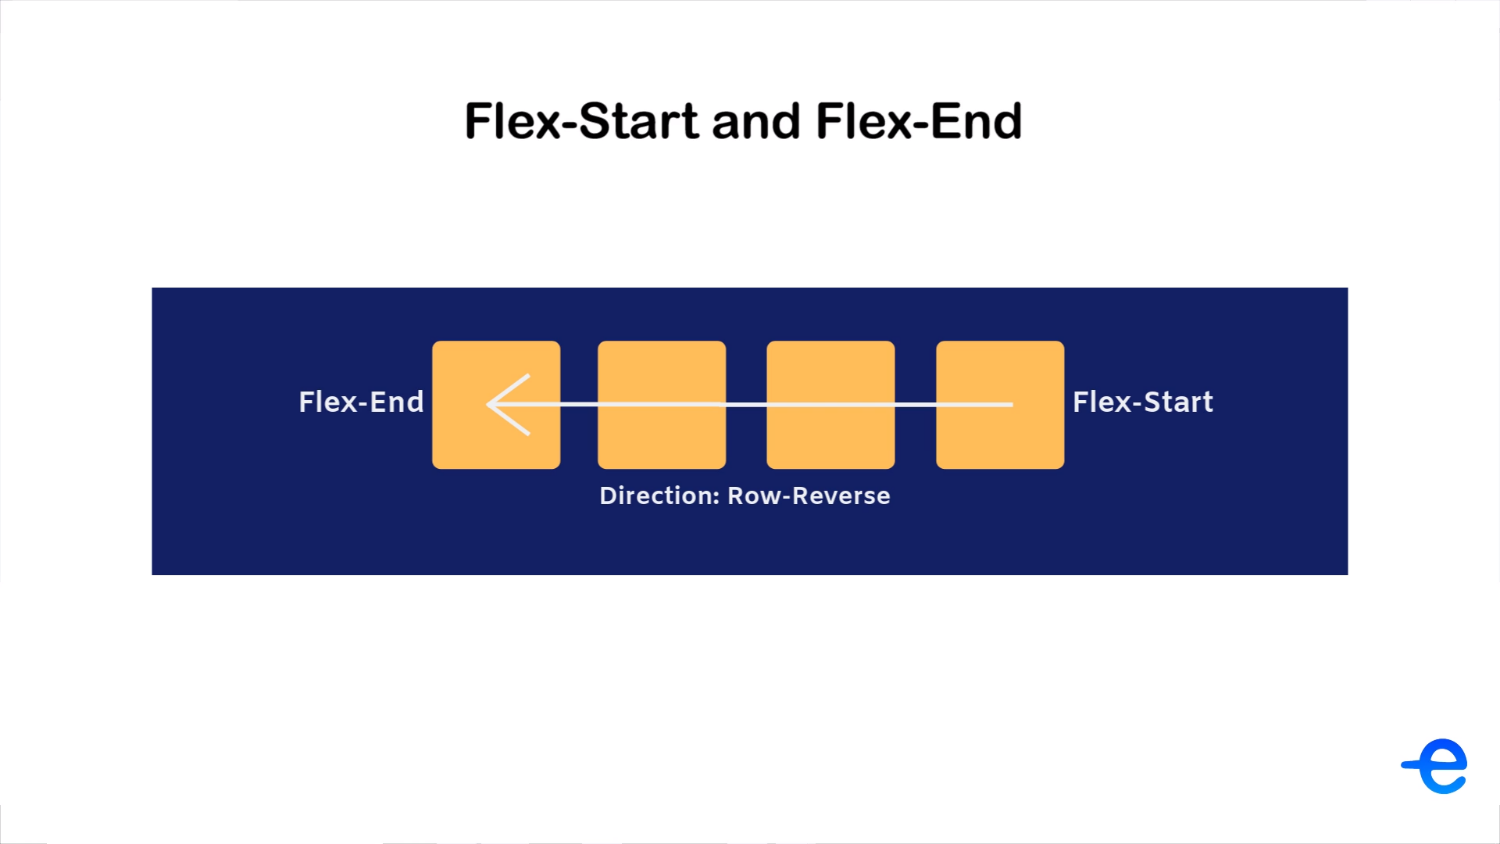 Flex-Start and Flex-End
Flex-End
Flex-Start
Direction: Row-Reverse
e